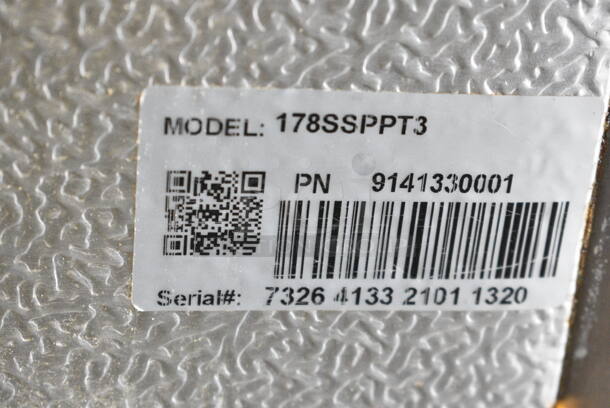 MODEL: 178SSPPT3
PN 9141330001
Serial#: 7326 4133 2101 1320